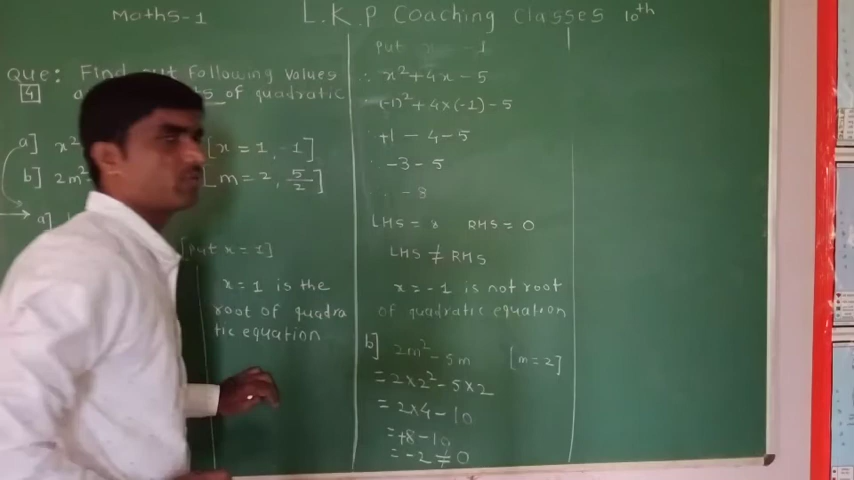 Maths-1 L.K.P Coaching Classes 10th
Que: Find out following values
4 of quadratic
a] x² [x = 1, -1]
b] 2m² [m = 2, 5/2]
a]
[put x = 1]
x = 1 is the
root of quadra
tic equation
put x -1
∴ x² + 4x - 5
(-1)² + 4x(-1) - 5
+1 - 4 - 5
-3 - 5
-8
LHS = 8 RHS = 0
LHS ≠ RHS
x = -1 is not root
of quadratic equation
b] 2m² - 5m [m = 2]
= 2x2² - 5x2
= 2x4 - 10
= +8 - 10
= -2 ≠ 0